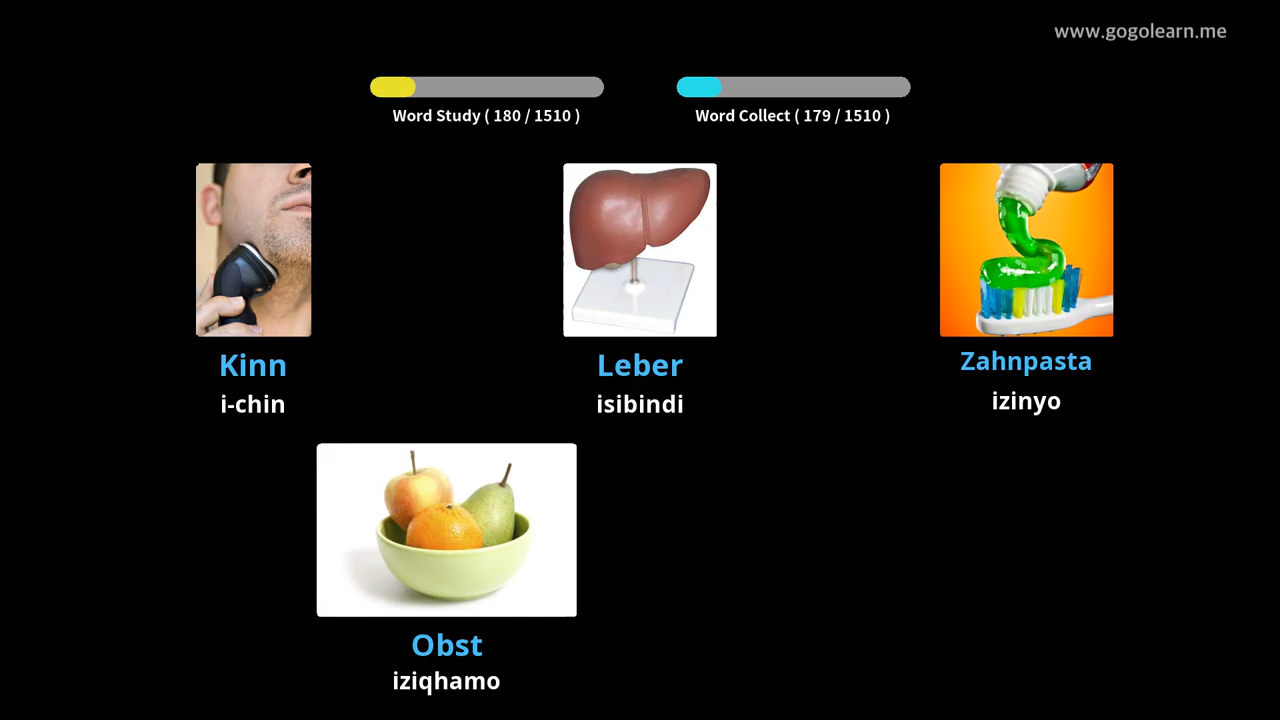 www.gogolearn.me
Word Study ( 180 / 1510 )
Word Collect ( 179 / 1510 )
Kinn
i-chin
Leber
isibindi
Zahnpasta
izinyo
Obst
iziqhamo